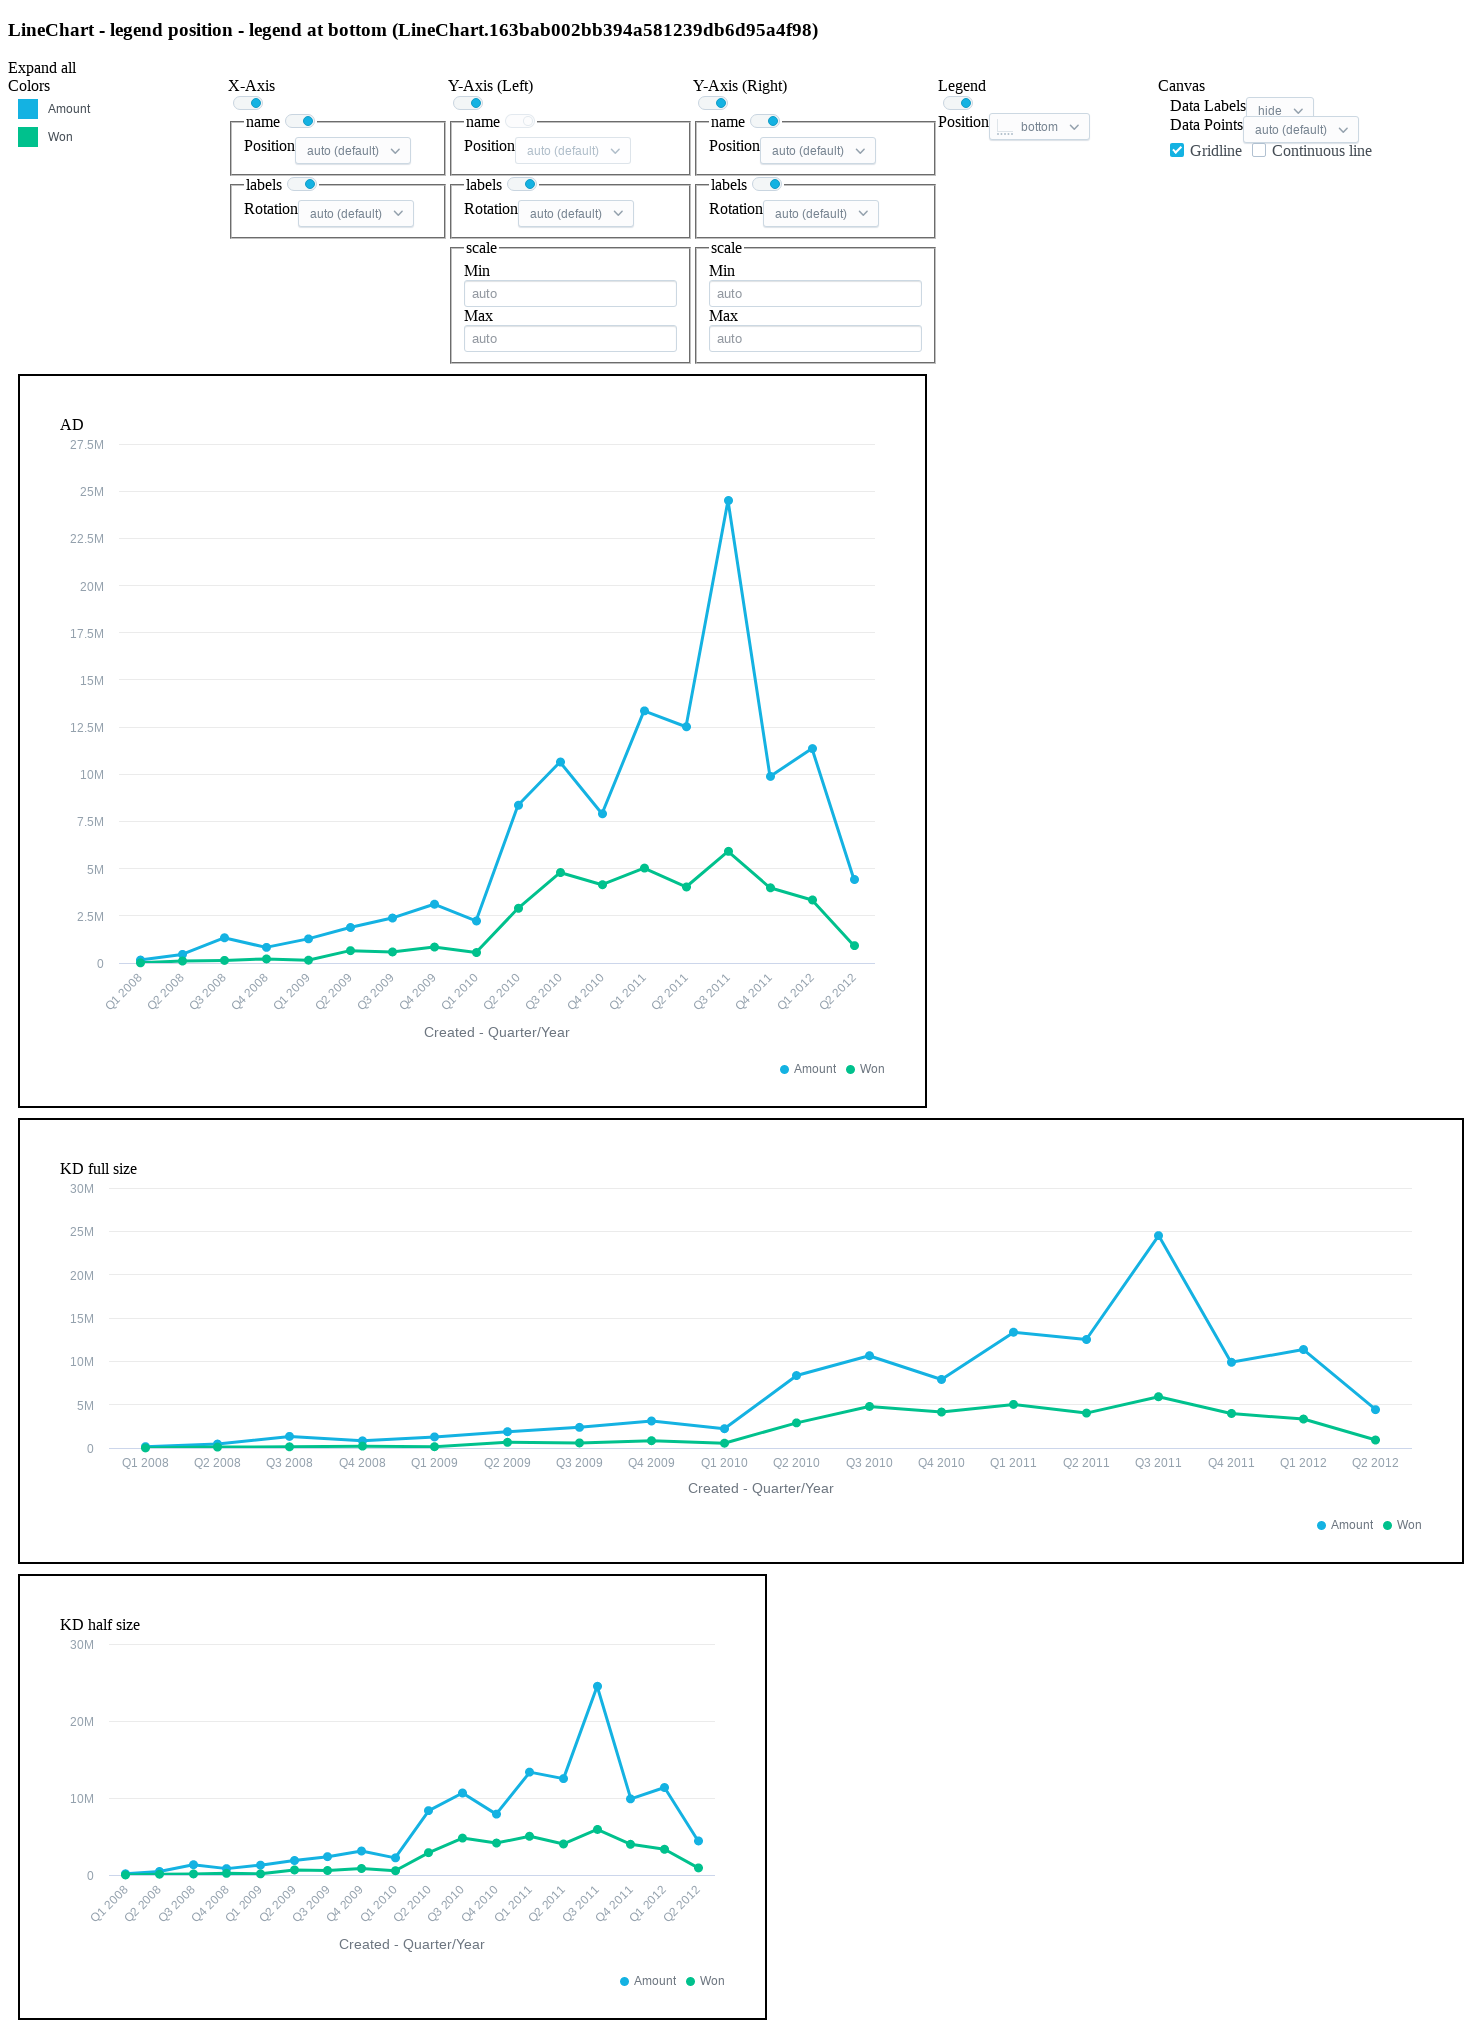 LineChart - legend position - legend at bottom (LineChart.163bab002bb394a581239db6d95a4f98)
Expand all
Colors
Amount
Won
X-Axis
name
Position auto (default)
labels
Rotation auto (default)
Y-Axis (Left)
name
Position auto (default)
labels
Rotation auto (default)
scale
Min
auto
Max
auto
Y-Axis (Right)
name
Position auto (default)
labels
Rotation auto (default)
scale
Min
auto
Max
auto
Legend
Position bottom
Canvas
Data Labels hide
Data Points auto (default)
Gridline Continuous line
AD
27.5M
25M
22.5M
20M
17.5M
15M
12.5M
10M
7.5M
5M
2.5M
0
Q1 2008 Q2 2008 Q3 2008 Q4 2008 Q1 2009 Q2 2009 Q3 2009 Q4 2009 Q1 2010 Q2 2010 Q3 2010 Q4 2010 Q1 2011 Q2 2011 Q3 2011 Q4 2011 Q1 2012 Q2 2012
Created - Quarter/Year
Amount Won
KD full size
30M
25M
20M
15M
10M
5M
0
Q1 2008 Q2 2008 Q3 2008 Q4 2008 Q1 2009 Q2 2009 Q3 2009 Q4 2009 Q1 2010 Q2 2010 Q3 2010 Q4 2010 Q1 2011 Q2 2011 Q3 2011 Q4 2011 Q1 2012 Q2 2012
Created - Quarter/Year
Amount Won
KD half size
30M
20M
10M
0
Q1 2008 Q2 2008 Q3 2008 Q4 2008 Q1 2009 Q2 2009 Q3 2009 Q4 2009 Q1 2010 Q2 2010 Q3 2010 Q4 2010 Q1 2011 Q2 2011 Q3 2011 Q4 2011 Q1 2012 Q2 2012
Created - Quarter/Year
Amount Won